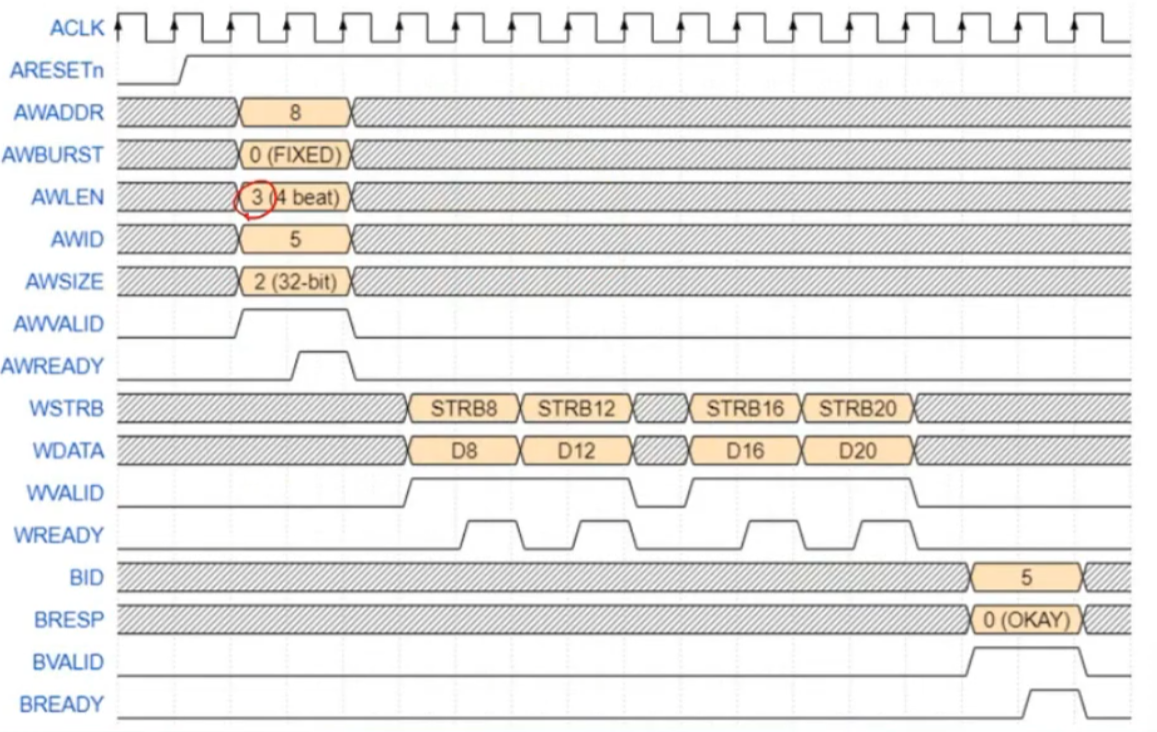 ACLK
ARESETn
AWADDR 8
AWBURST 0 (FIXED)
AWLEN 3 (4 beat)
AWID 5
AWSIZE 2 (32-bit)
AWVALID
AWREADY
WSTRB STRB8 STRB12 STRB16 STRB20
WDATA D8 D12 D16 D20
WVALID
WREADY
BID 5
BRESP 0 (OKAY)
BVALID
BREADY